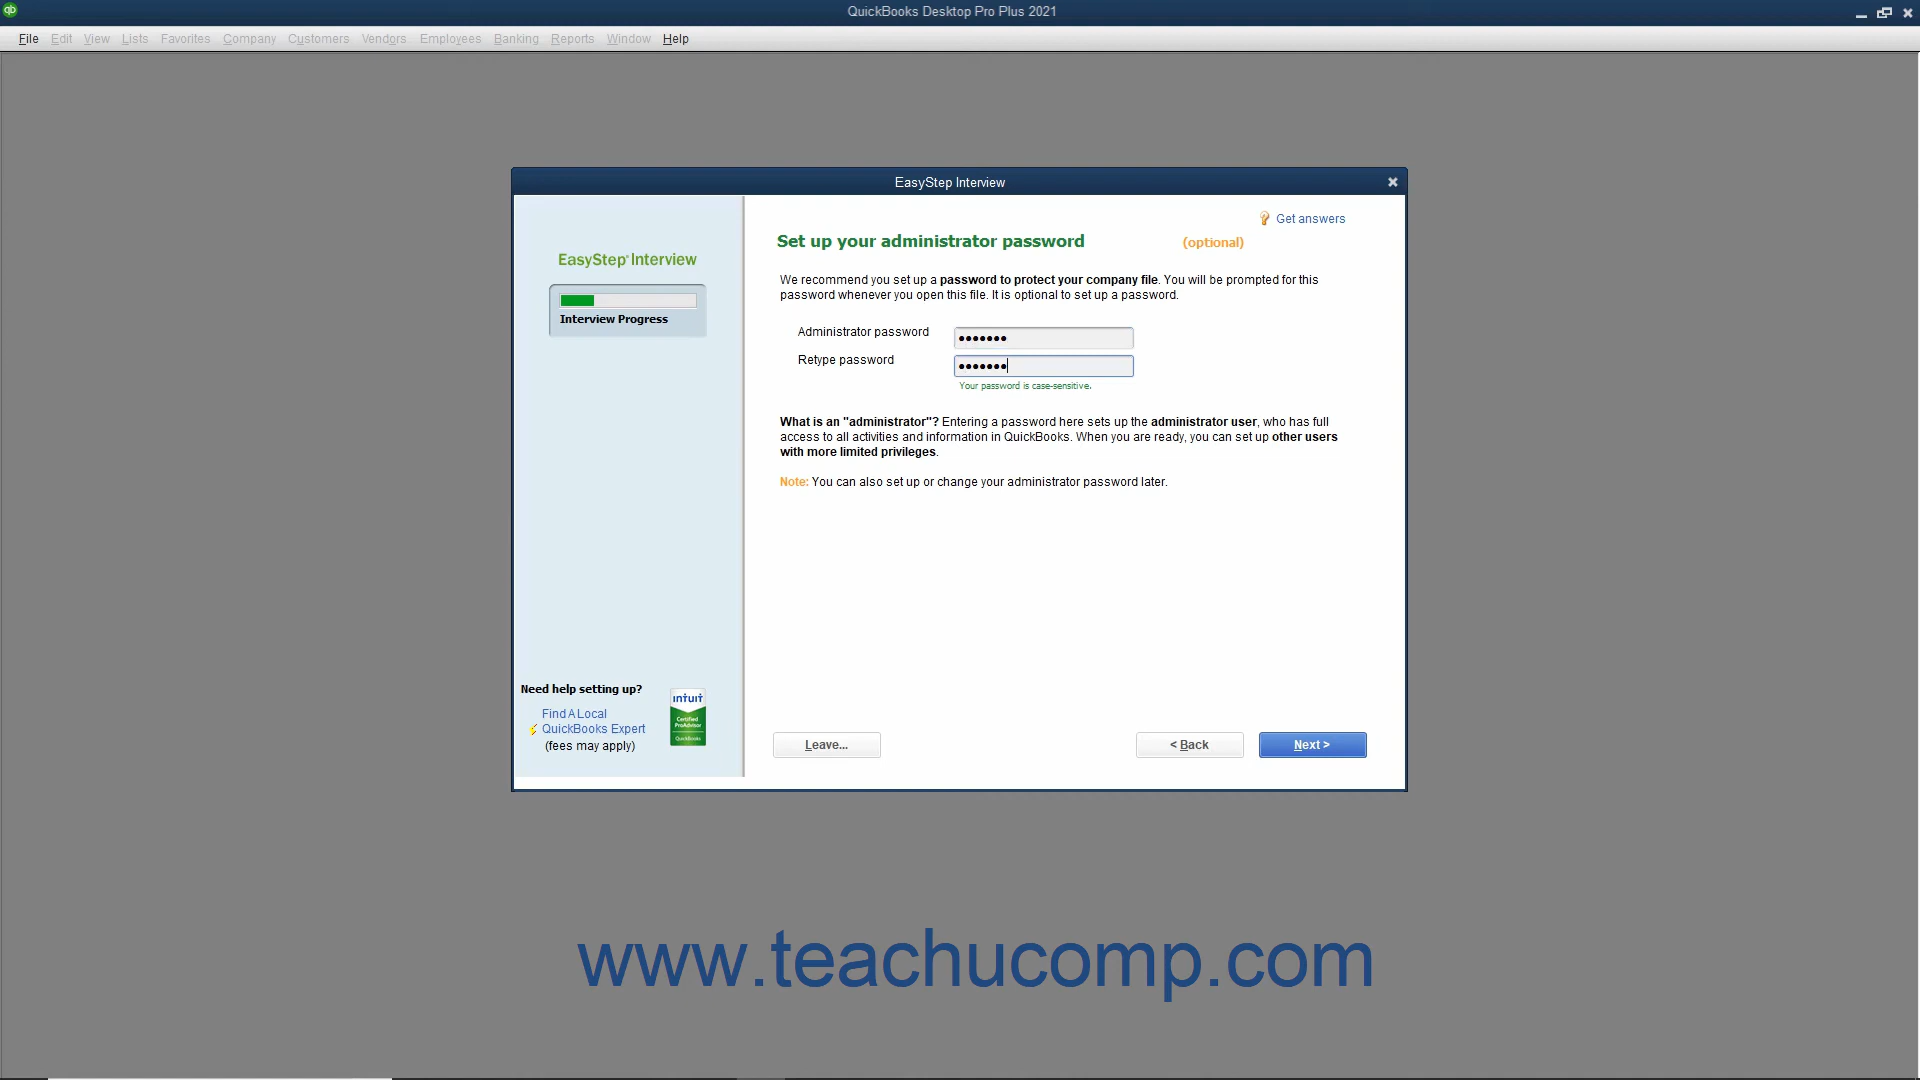 qb
QuickBooks Desktop Pro Plus 2021
File Edit View Lists Favorites Company Customers Vendors Employees Banking Reports Window Help
EasyStep Interview
Get answers
Set up your administrator password (optional)
EasyStep® Interview
We recommend you set up a password to protect your company file. You will be prompted for this
password whenever you open this file. It is optional to set up a password.
Interview Progress
Administrator password •••••••
Retype password •••••••
Your password is case-sensitive.
What is an "administrator"? Entering a password here sets up the administrator user, who has full
access to all activities and information in QuickBooks. When you are ready, you can set up other users
with more limited privileges.
Note: You can also set up or change your administrator password later.
Need help setting up?
Find A Local
QuickBooks Expert
(fees may apply)
intuit
Certified
ProAdvisor
QuickBooks
Leave...
< Back
Next >
www.teachucomp.com